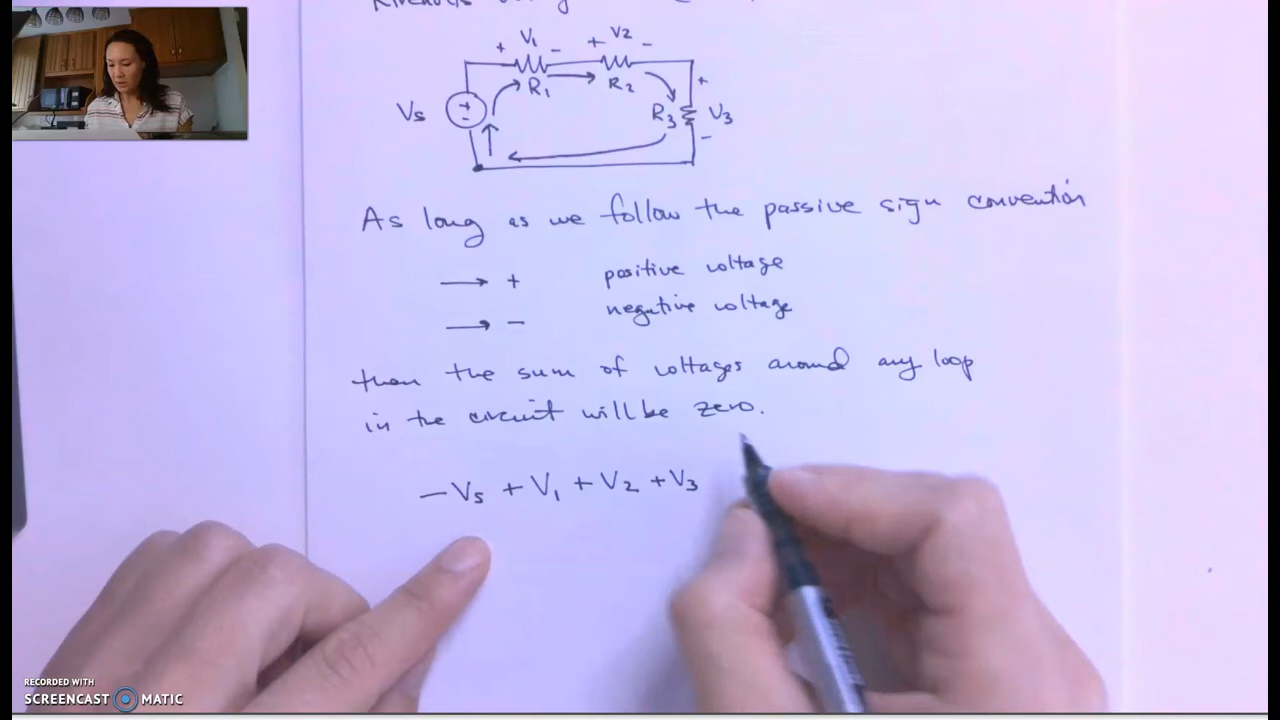 + V1 - + V2 -
R1 R2 +
Vs + - R3 V3
-
As long as we follow the passive sign convention
→ + positive voltage
→ - negative voltage
then the sum of voltages around any loop
in the circuit will be zero.
- Vs + V1 + V2 + V3
RECORDED WITH
SCREENCAST MATIC